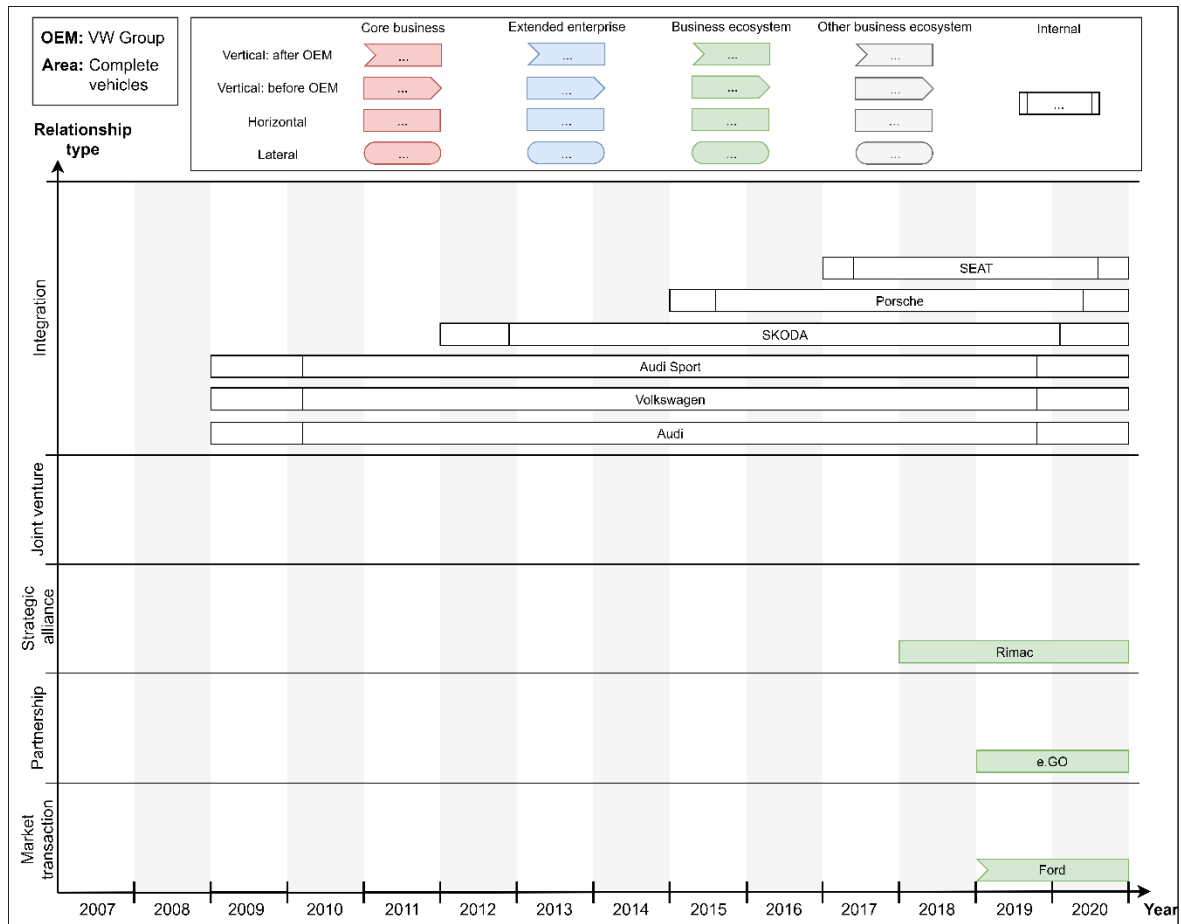 OEM: VW Group
Area: Complete
vehicles
Core business
Extended enterprise
Business ecosystem
Other business ecosystem
Internal
Vertical: after OEM
...
...
...
...
Vertical: before OEM
...
...
...
...
...
Horizontal
...
...
...
...
Lateral
...
...
...
...
Relationship
type
Integration
SEAT
Porsche
SKODA
Audi Sport
Volkswagen
Audi
Joint venture
Strategic
alliance
Rimac
Partnership
e.GO
Market
transaction
Ford
2007
2008
2009
2010
2011
2012
2013
2014
2015
2016
2017
2018
2019
2020
Year